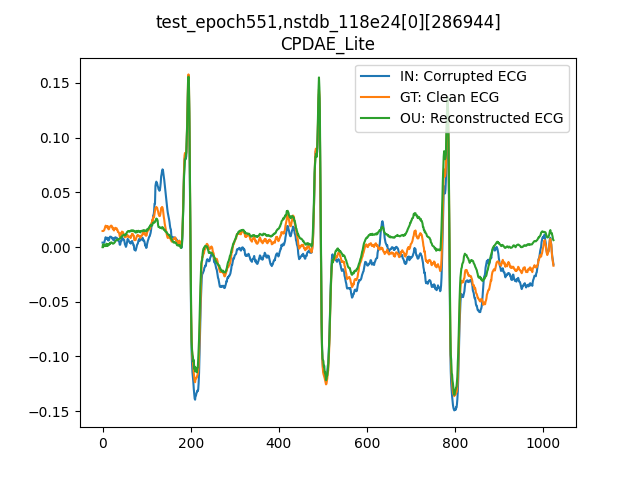 test_epoch551,nstdb_118e24[0][286944]
CPDAE_Lite
IN: Corrupted ECG
GT: Clean ECG
OU: Reconstructed ECG
0.15
0.10
0.05
0.00
−0.05
−0.10
−0.15
0 200 400 600 800 1000